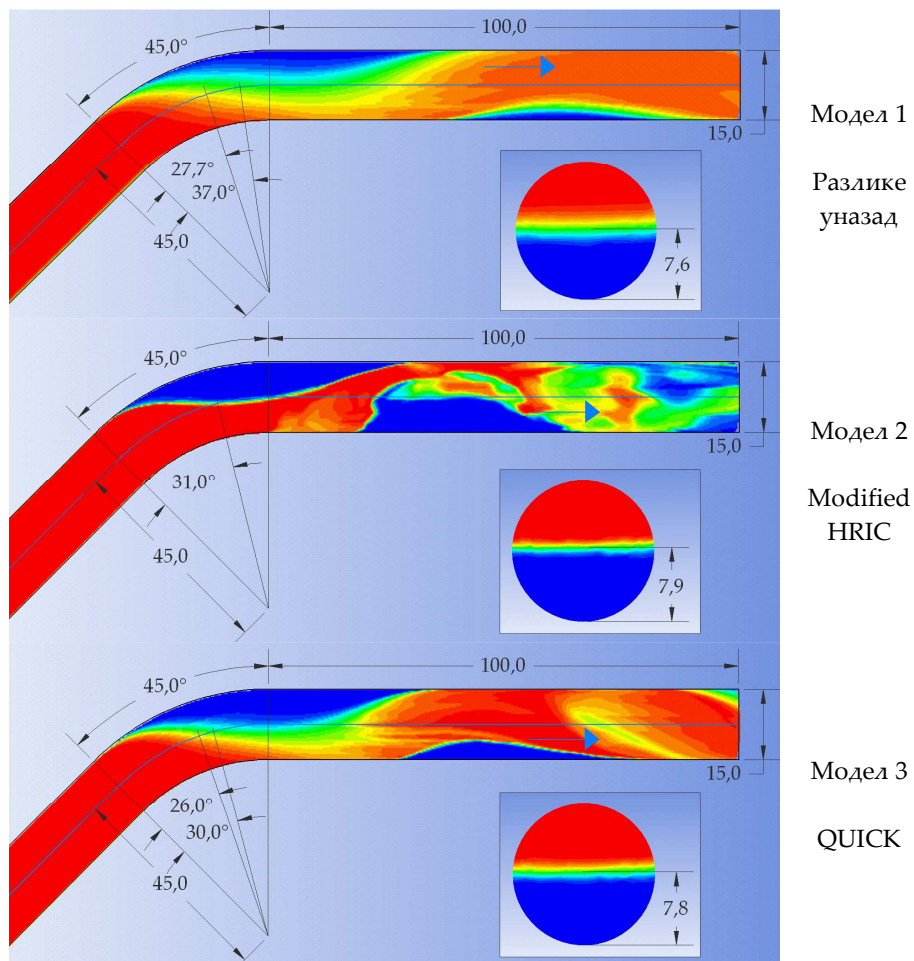 45,0°
100,0
15,0
27,7°
37,0°
45,0
7,6
Модел 1
Разлике
уназад
45,0°
100,0
15,0
31,0°
45,0
7,9
Модел 2
Modified
HRIC
45,0°
100,0
15,0
26,0°
30,0°
45,0
7,8
Модел 3
QUICK